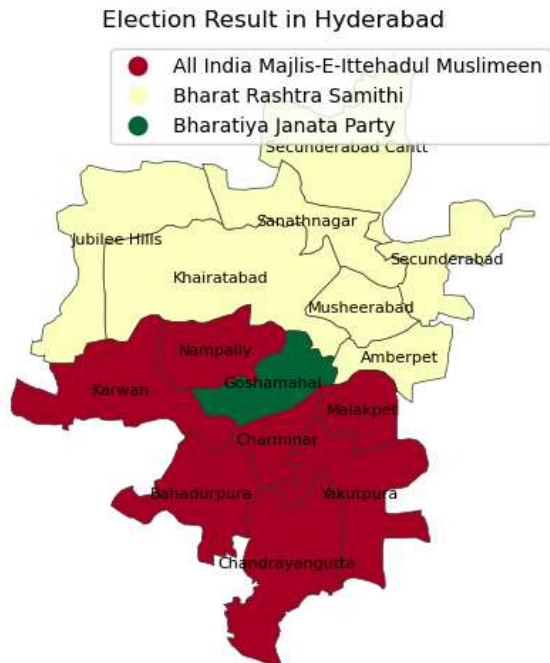 Election Result in Hyderabad
All India Majlis-E-Ittehadul Muslimeen
Bharat Rashtra Samithi
Bharatiya Janata Party
Secunderabad Cantt
Sanathnagar
Jubilee Hills
Secunderabad
Khairatabad
Musheerabad
Nampally
Amberpet
Goshamahal
Karwan
Malakpet
Charminar
Bahadurpura
Yakutpura
Chandrayangutta